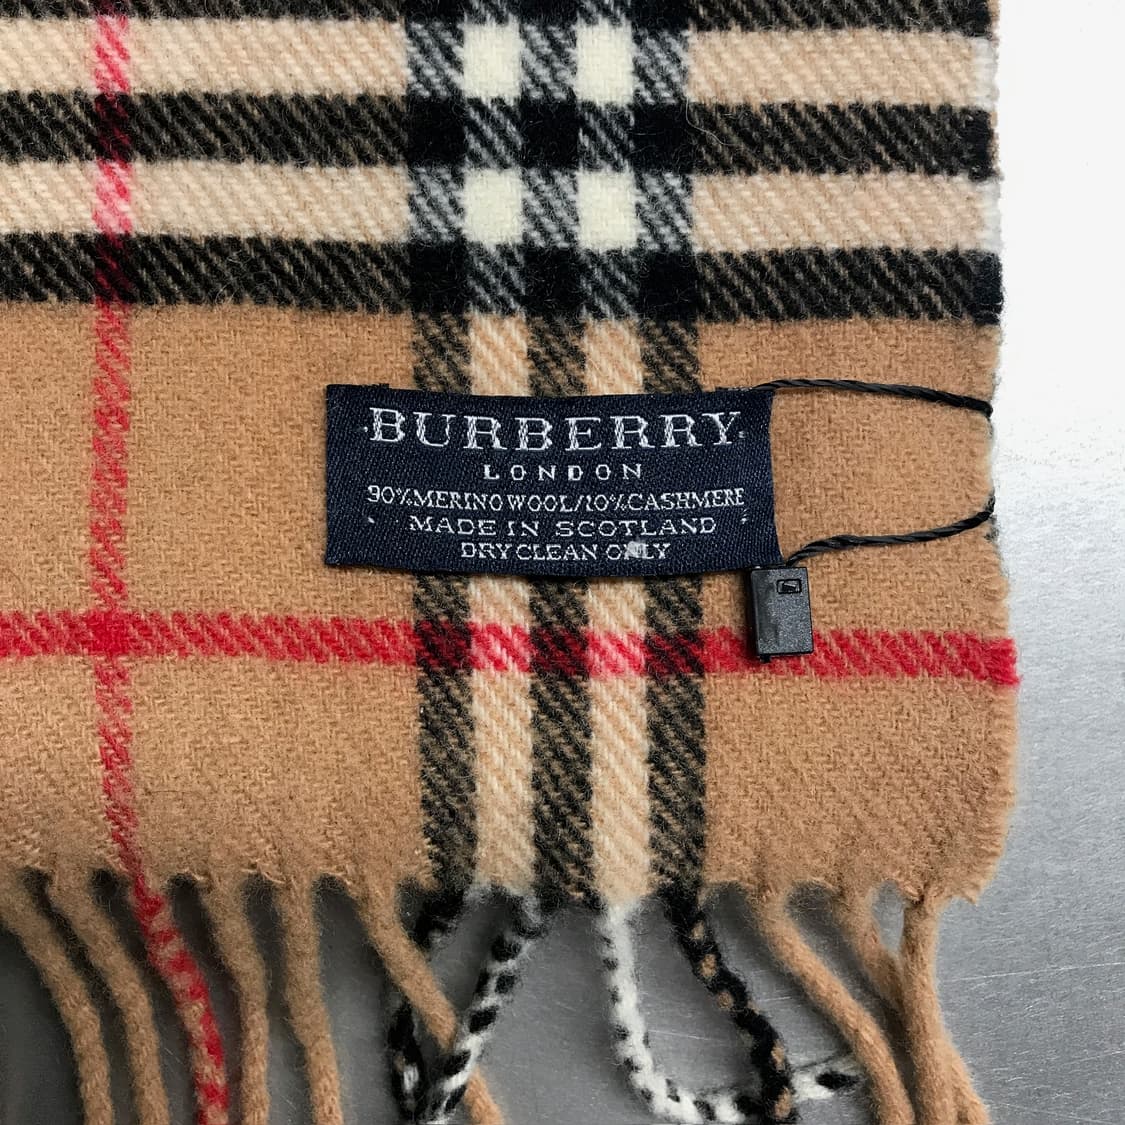 BURBERRY
LONDON
90%MERINO WOOL/10%CASHMERE
MADE IN SCOTLAND
DRY CLEAN ONLY